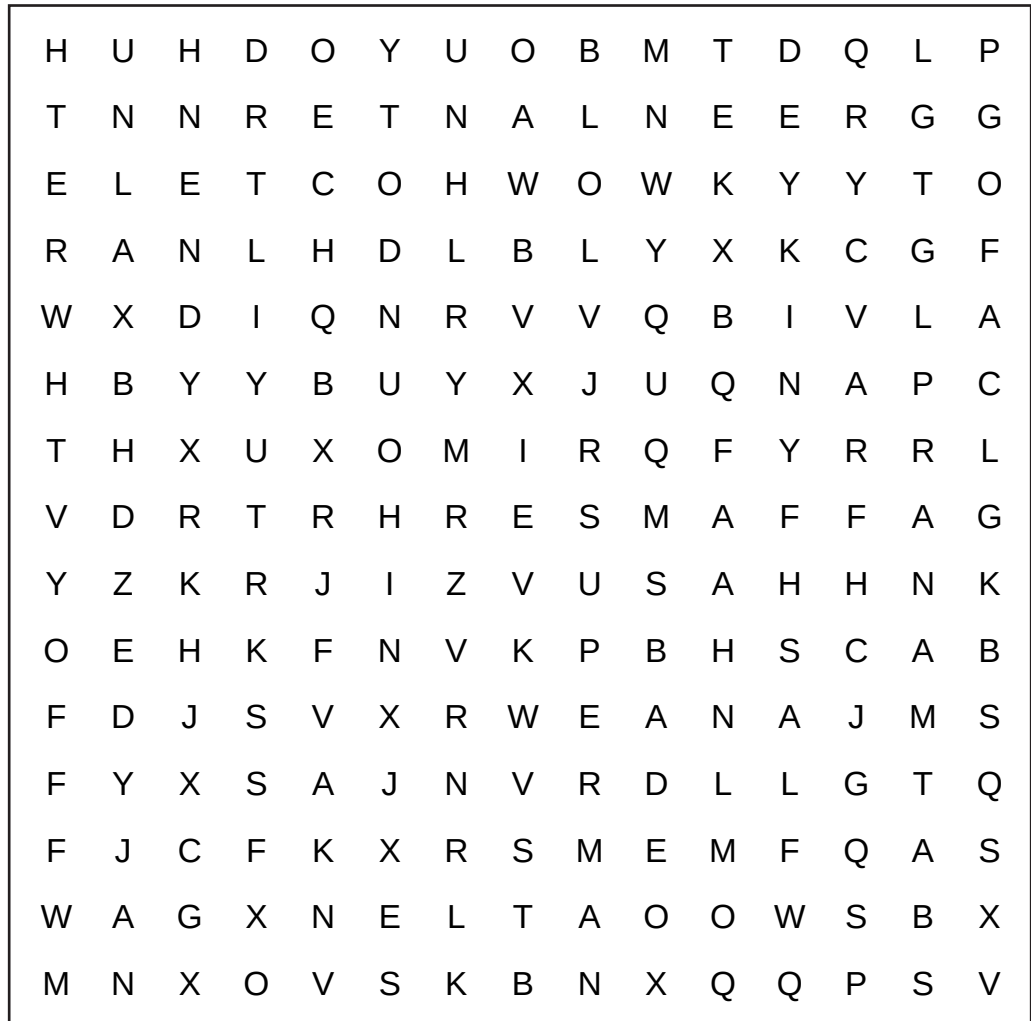 H U H D O Y U O B M T D Q L P
T N N R E T N A L N E E R G G
E L E T C O H W O W K Y Y T O
R A N L H D L B L Y X K C G F
W X D I Q N R V V Q B I V L A
H B Y Y B U Y X J U Q N A P C
T H X U X O M I R Q F Y R R L
V D R T R H R E S M A F F A G
Y Z K R J I Z V U S A H H N K
O E H K F N V K P B H S C A B
F D J S V X R W E A N A J M S
F Y X S A J N V R D L L G T Q
F J C F K X R S M E M F Q A S
W A G X N E L T A O O W S B X
M N X O V S K B N X Q Q P S V